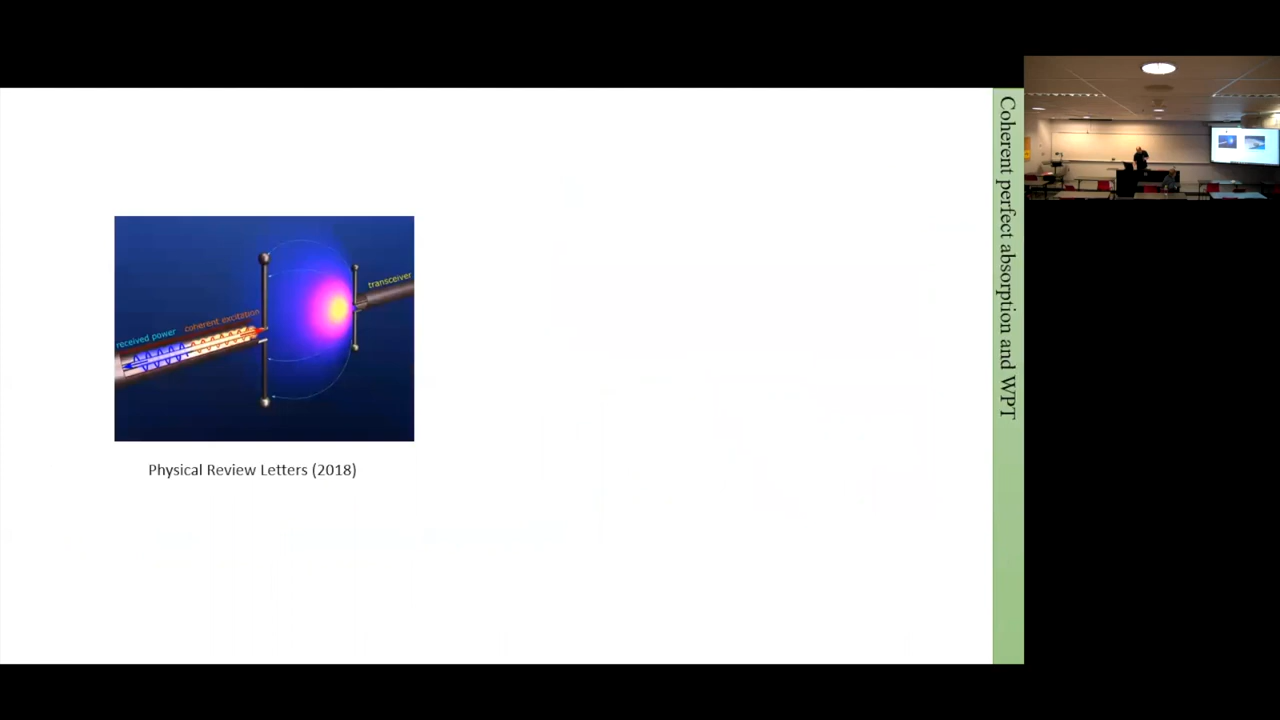 received power
coherent excitation
transceiver
Physical Review Letters (2018)
Coherent perfect absorption and WPT